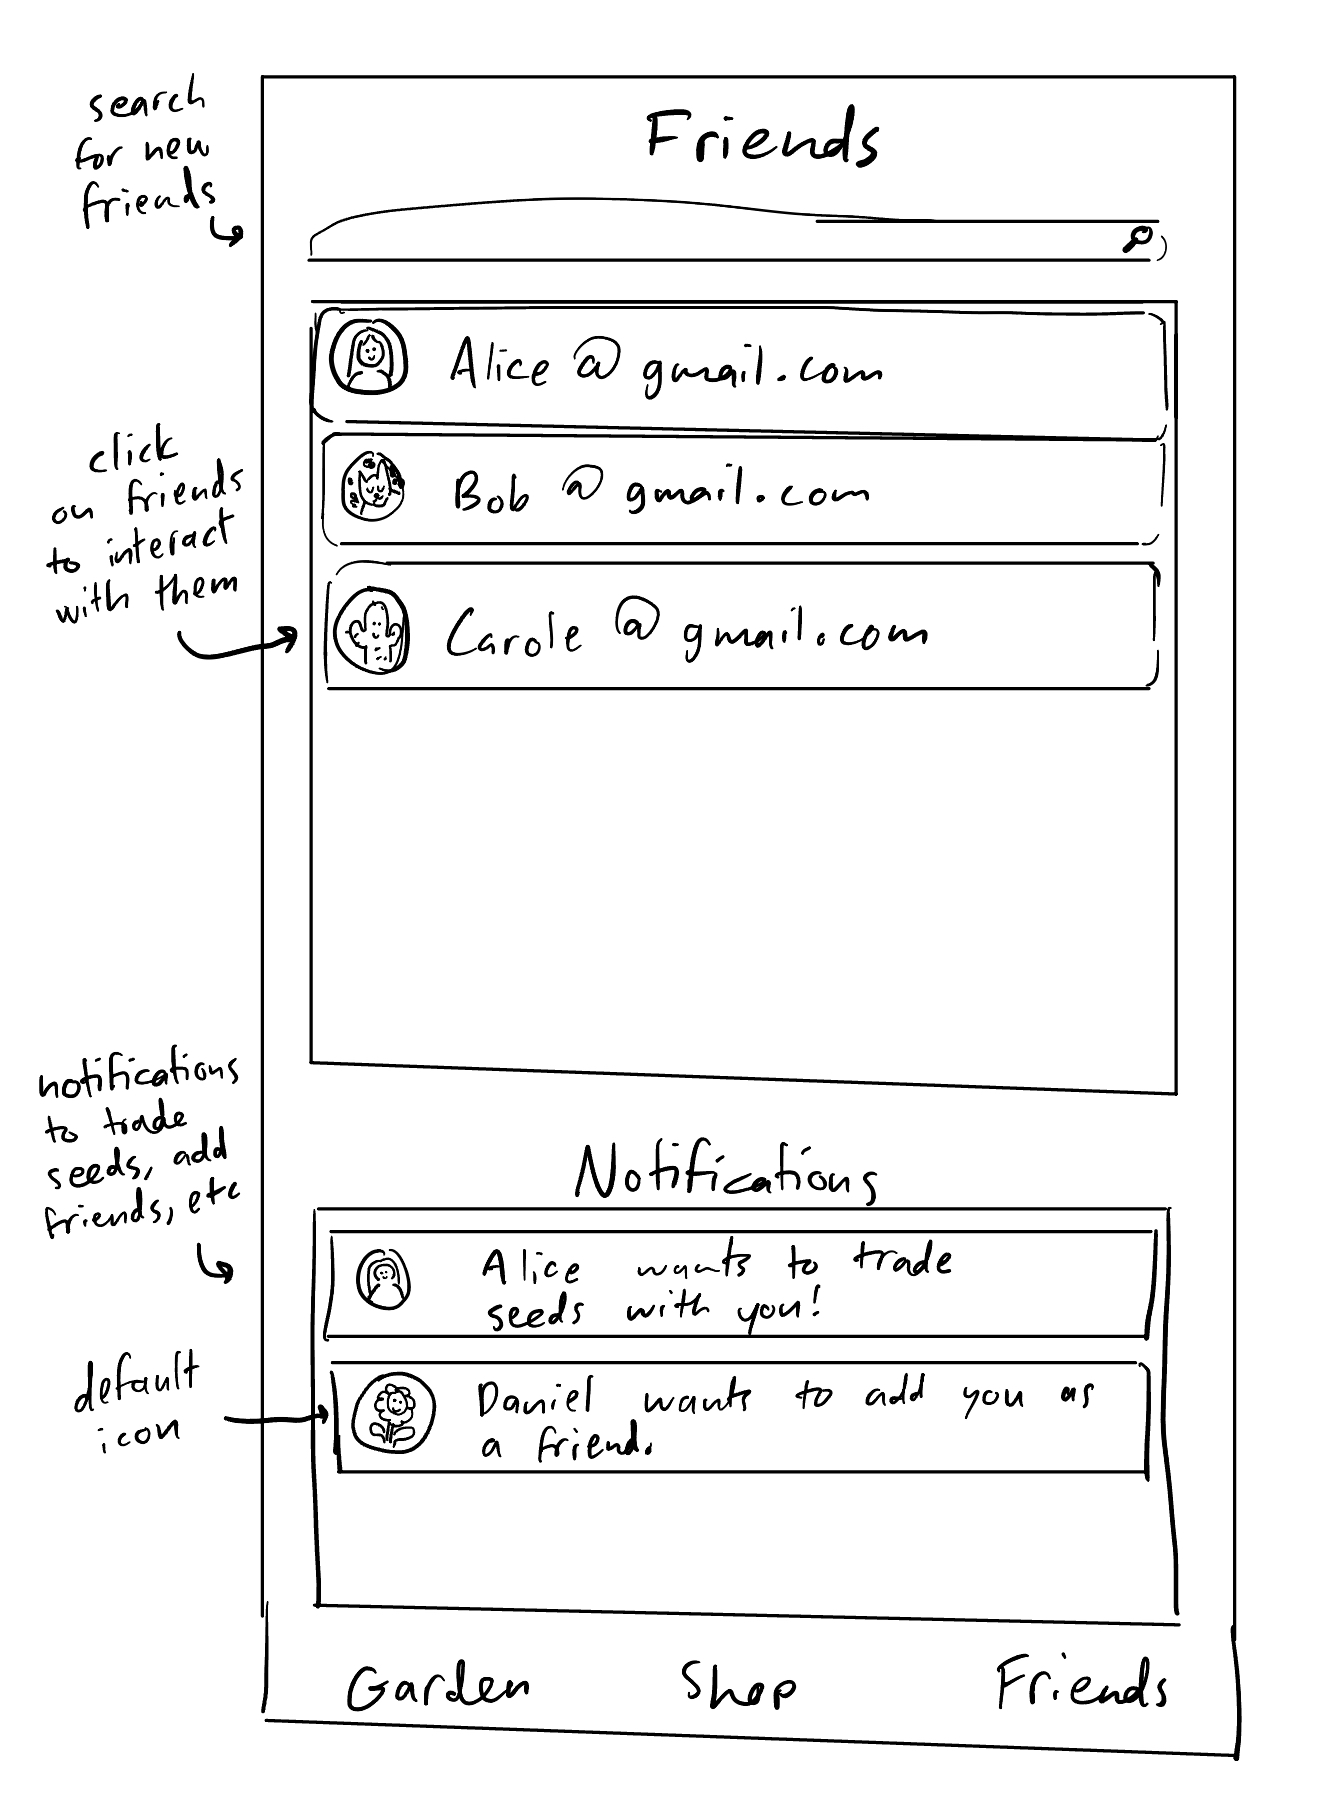 search
for new
friends
Friends
Alice @ gmail.com
Bob @ gmail.com
Carole @ gmail.com
click
on friends
to interact
with them
notifications
to trade
seeds, add
friends, etc
Notifications
Alice wants to trade
seeds with you!
default
icon
Daniel wants to add you as
a friend.
Garden Shop Friends